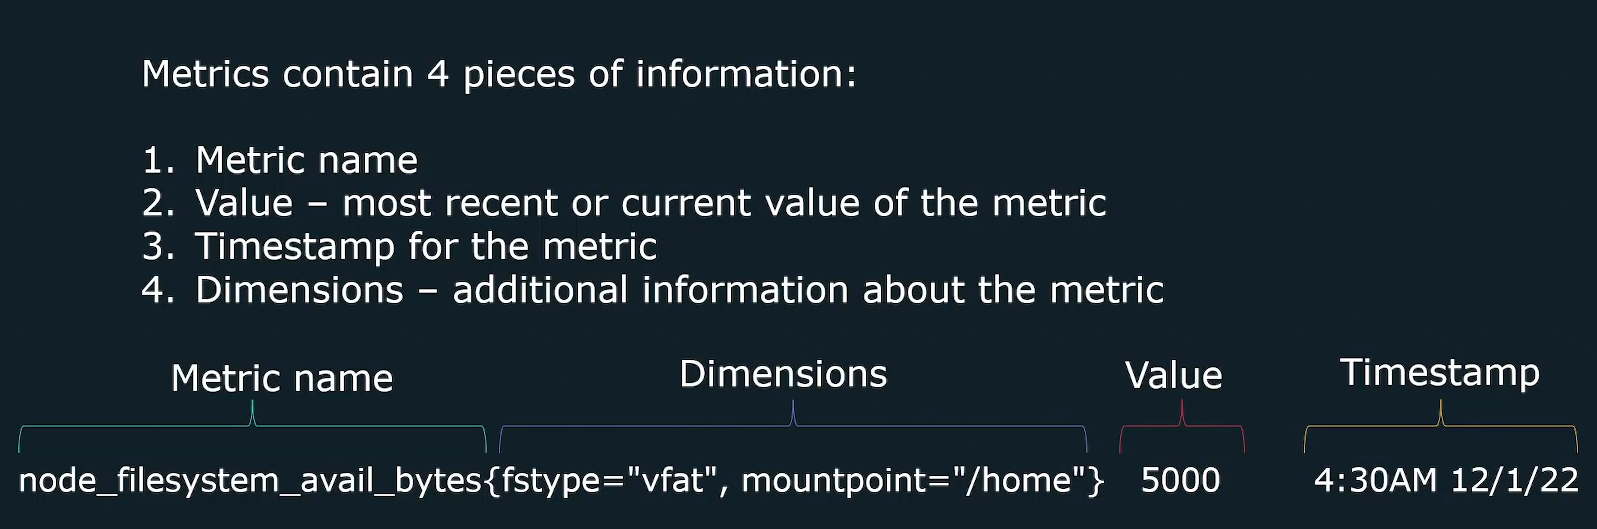 Metrics contain 4 pieces of information:
1. Metric name
2. Value – most recent or current value of the metric
3. Timestamp for the metric
4. Dimensions – additional information about the metric
Metric name Dimensions Value Timestamp
node_filesystem_avail_bytes{fstype="vfat", mountpoint="/home"} 5000 4:30AM 12/1/22